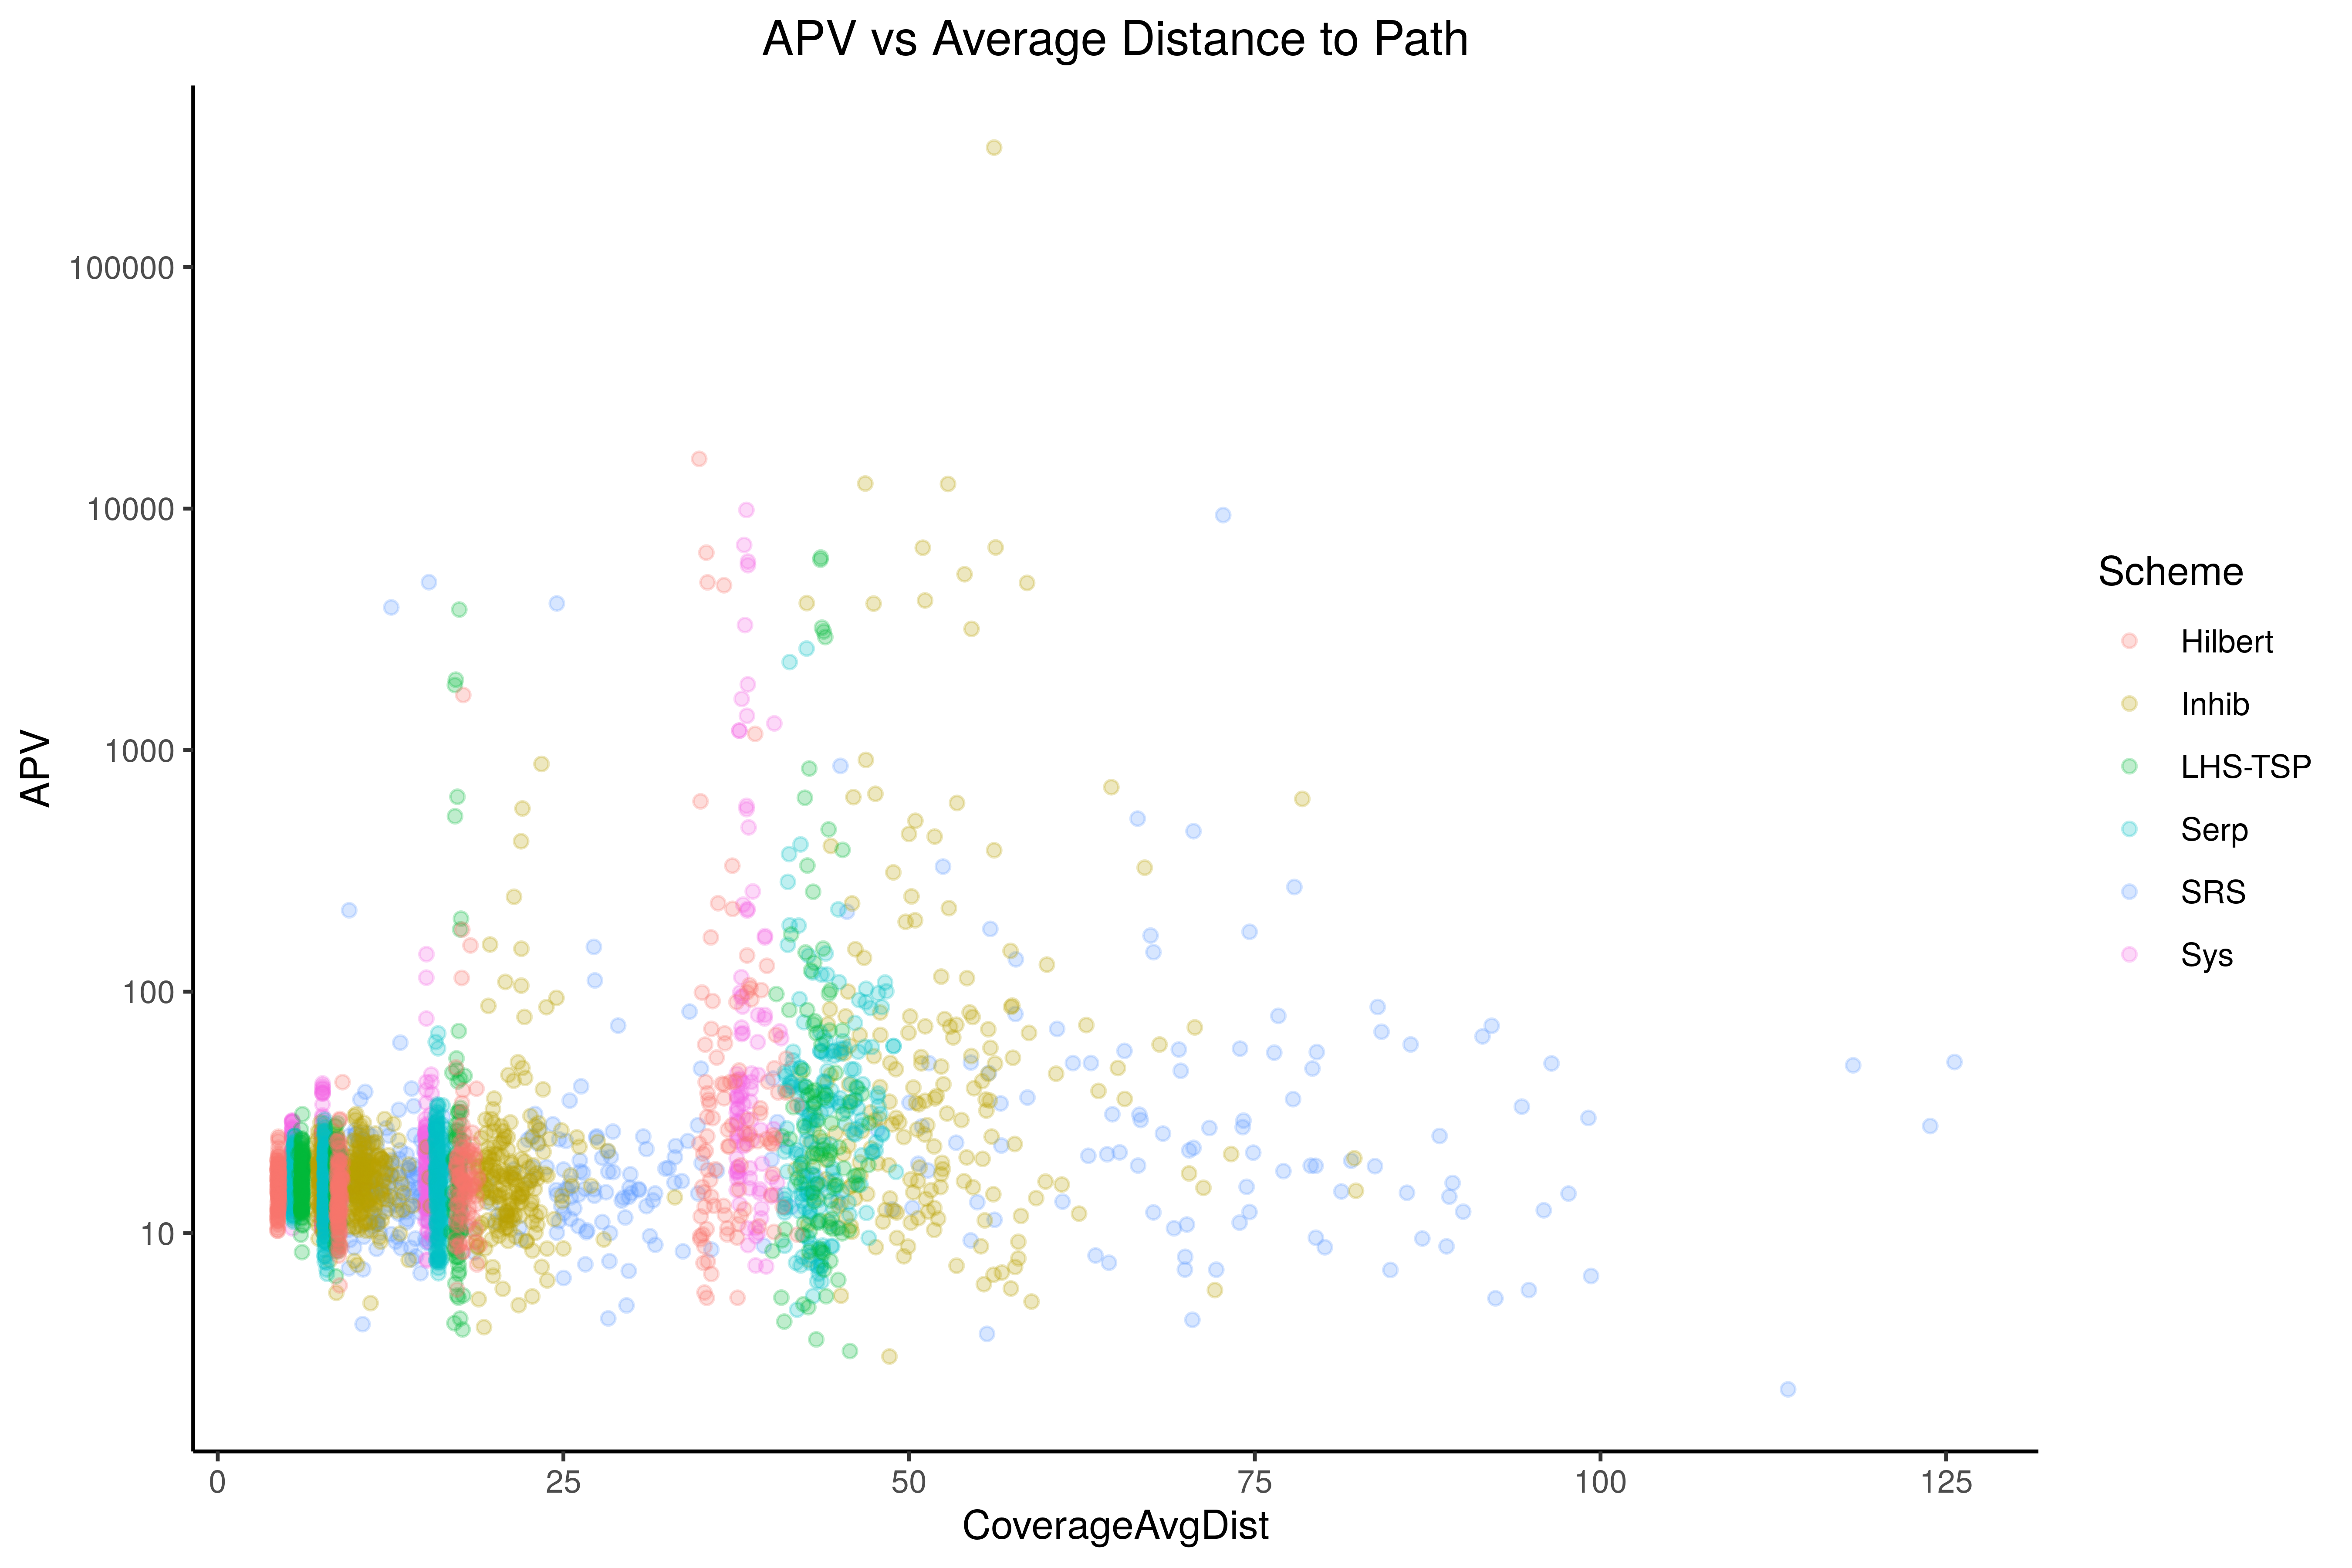 APV vs Average Distance to Path
APV
100000
10000
1000
100
10
0
25
50
75
100
125
CoverageAvgDist
Scheme
Hilbert
Inhib
LHS-TSP
Serp
SRS
Sys